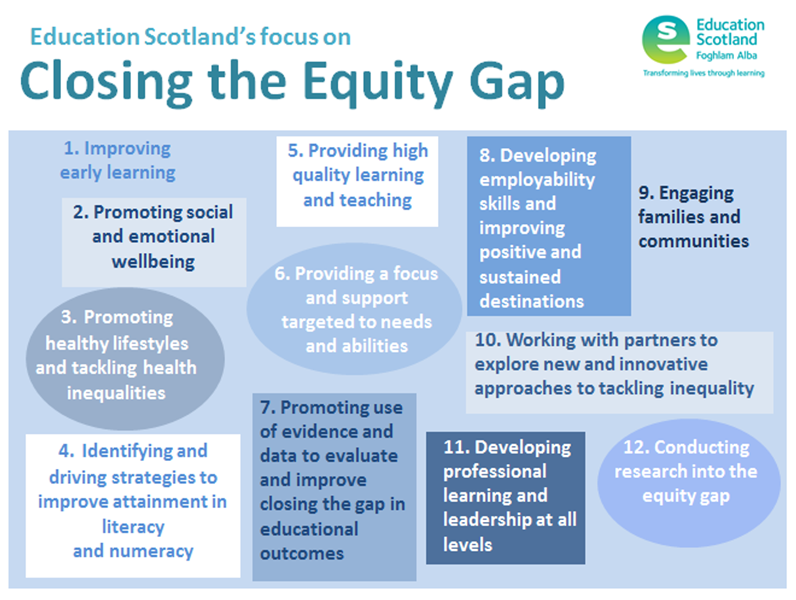 Education Scotland's focus on
Closing the Equity Gap
Education
Scotland
Foghlam Alba
Transforming lives through learning
1. Improving
early learning
2. Promoting social
and emotional
wellbeing
3. Promoting
healthy lifestyles
and tackling health
inequalities
4. Identifying and
driving strategies to
improve attainment in
literacy
and numeracy
5. Providing high
quality learning
and teaching
6. Providing a focus
and support
targeted to needs
and abilities
7. Promoting use
of evidence and
data to evaluate
and improve
closing the gap in
educational
outcomes
8. Developing
employability
skills and
improving
positive and
sustained
destinations
9. Engaging
families and
communities
10. Working with partners to
explore new and innovative
approaches to tackling inequality
11. Developing
professional
learning and
leadership at all
levels
12. Conducting
research into the
equity gap